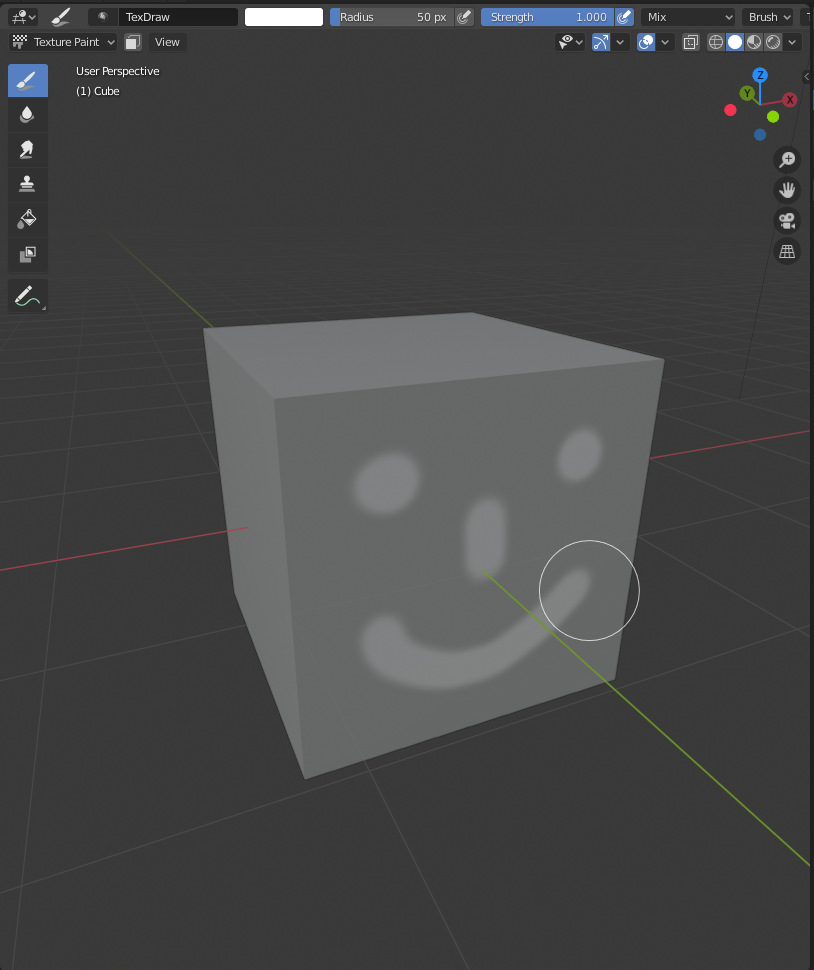 TexDraw Radius 50 px Strength 1.000 Mix Brush
Texture Paint View
User Perspective
(1) Cube
Z
Y X